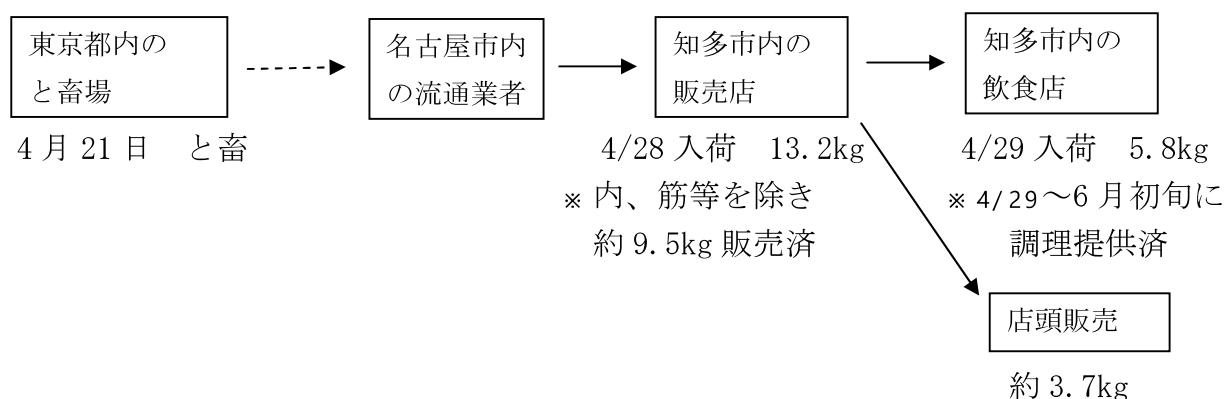 東京都内の
と畜場
4月21日　と畜
名古屋市内
の流通業者
知多市内の
販売店
4/28 入荷　13.2kg
※ 内、筋等を除き
約 9.5kg 販売済
知多市内の
飲食店
4/29 入荷　5.8kg
※ 4/29～6 月初旬に
調理提供済
店頭販売
約 3.7kg